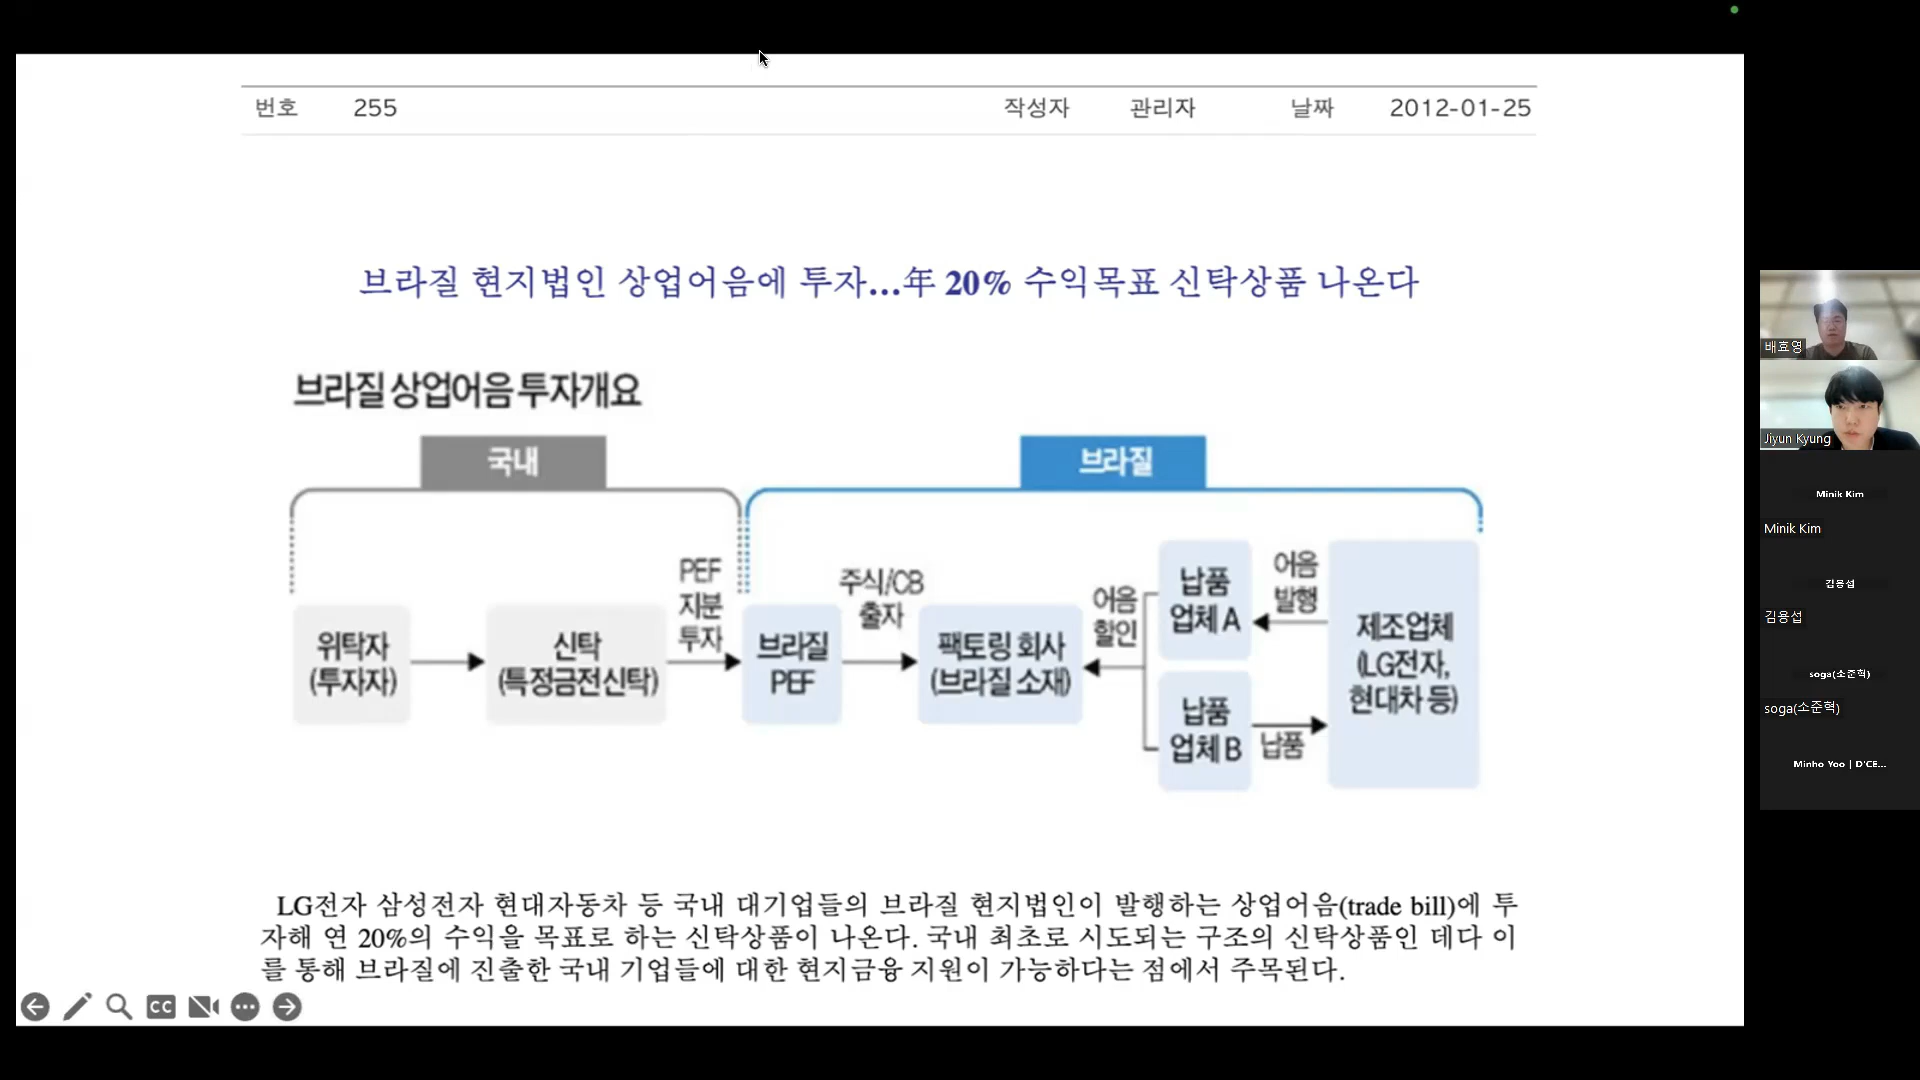 번호 255 작성자 관리자 날짜 2012-01-25
브라질 현지법인 상업어음에 투자...年 20% 수익목표 신탁상품 나온다
브라질 상업어음 투자개요
국내
브라질
위탁자
(투자자)
신탁
(특정금전신탁)
PEF
지분
투자
브라질
PEF
주식/CB
출자
팩토링 회사
(브라질 소재)
어음
할인
납품
업체 A
납품
업체 B
어음
발행
납품
제조업체
(LG전자,
현대차 등)
LG전자 삼성전자 현대자동차 등 국내 대기업들의 브라질 현지법인이 발행하는 상업어음(trade bill)에 투
자해 연 20%의 수익을 목표로 하는 신탁상품이 나온다. 국내 최초로 시도되는 구조의 신탁상품인 데다 이
를 통해 브라질에 진출한 국내 기업들에 대한 현지금융 지원이 가능하다는 점에서 주목된다.
CC
배효영
Jiyun Kyung
Minik Kim
Minik Kim
김용섭
김용섭
soga(소준혁)
soga(소준혁)
Minho Yoo | D'CE...